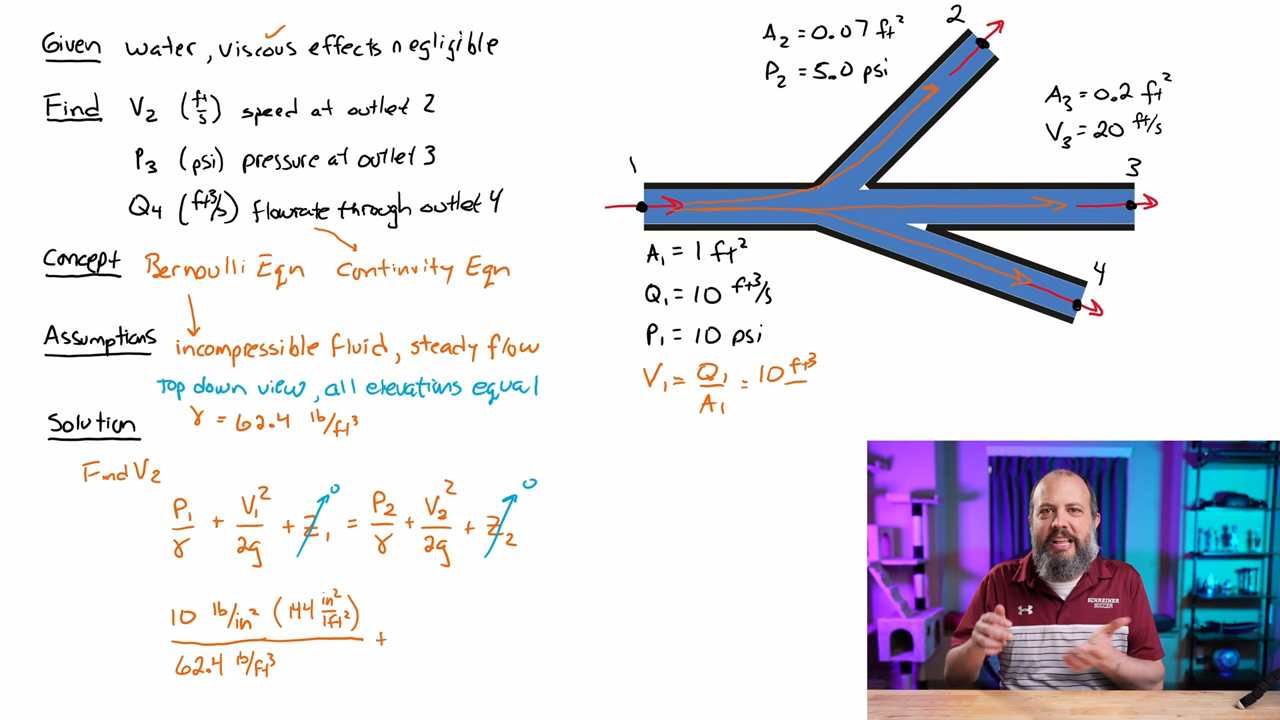 Given water, viscous effects negligible
Find V2 (ft/s) speed at outlet 2
P3 (psi) pressure at outlet 3
Q4 (ft³/s) flowrate through outlet 4
Concept Bernoulli Eqn Continuity Eqn
Assumptions incompressible fluid, steady flow
top down view, all elevations equal
γ = 62.4 lb/ft³
Solution
Find V2
P1/γ + V1²/2g + Z1 0 = P2/γ + V2²/2g + Z2 0
10 lb/in² (144 in²/1ft²) / 62.4 lb/ft³ +
A2 = 0.07 ft²
P2 = 5.0 psi
2
A3 = 0.2 ft²
V3 = 20 ft/s
1
3
4
A1 = 1 ft²
Q1 = 10 ft³/s
P1 = 10 psi
V1 = Q1/A1 = 10 ft³
SCHREINER
SOCCER